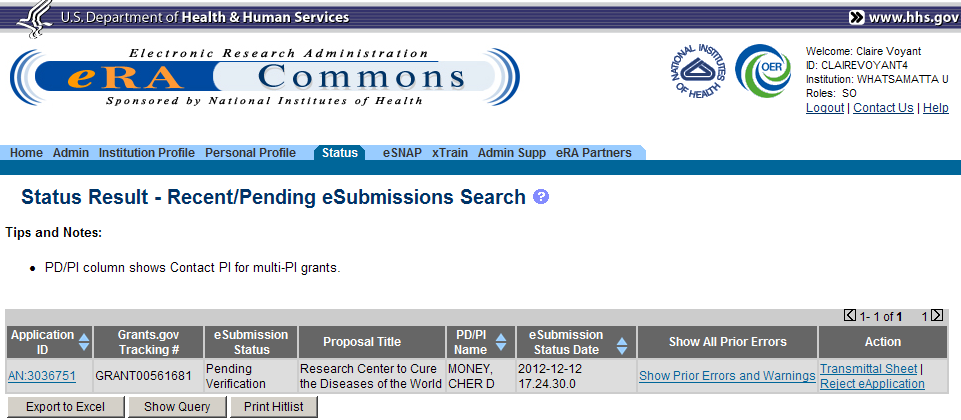 U.S. Department of Health & Human Services
www.hhs.gov
Electronic Research Administration
eRA Commons
Sponsored by National Institutes of Health
NATIONAL INSTITUTES OF HEALTH
OER
Welcome: Claire Voyant
ID: CLAIREVOYANT4
Institution: WHATSAMATTA U
Roles: SO
Logout | Contact Us | Help
Home Admin Institution Profile Personal Profile Status eSNAP xTrain Admin Supp eRA Partners
Status Result - Recent/Pending eSubmissions Search ?
Tips and Notes:
• PD/PI column shows Contact PI for multi-PI grants.
1- 1 of 1 1
Application ID
Grants.gov Tracking #
eSubmission Status
Proposal Title
PD/PI Name
eSubmission Status Date
Show All Prior Errors
Action
AN:3036751
GRANT00561681
Pending Verification
Research Center to Cure
the Diseases of the World
MONEY, CHER D
2012-12-12
17.24.30.0
Show Prior Errors and Warnings
Transmittal Sheet |
Reject eApplication
Export to Excel Show Query Print Hitlist